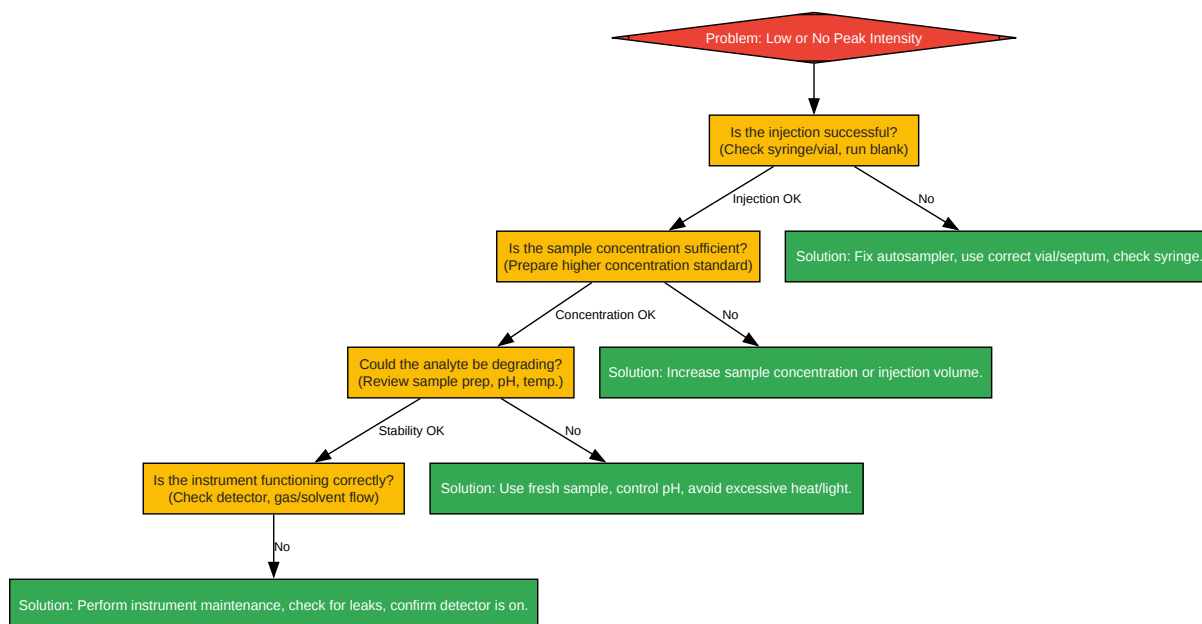 Problem: Low or No Peak Intensity
Is the injection successful?
(Check syringe/vial, run blank)
Injection OK
No
Is the sample concentration sufficient?
(Prepare higher concentration standard)
Solution: Fix autosampler, use correct vial/septum, check syringe.
Concentration OK
No
Could the analyte be degrading?
(Review sample prep, pH, temp.)
Solution: Increase sample concentration or injection volume.
Stability OK
No
Is the instrument functioning correctly?
(Check detector, gas/solvent flow)
Solution: Use fresh sample, control pH, avoid excessive heat/light.
No
Solution: Perform instrument maintenance, check for leaks, confirm detector is on.